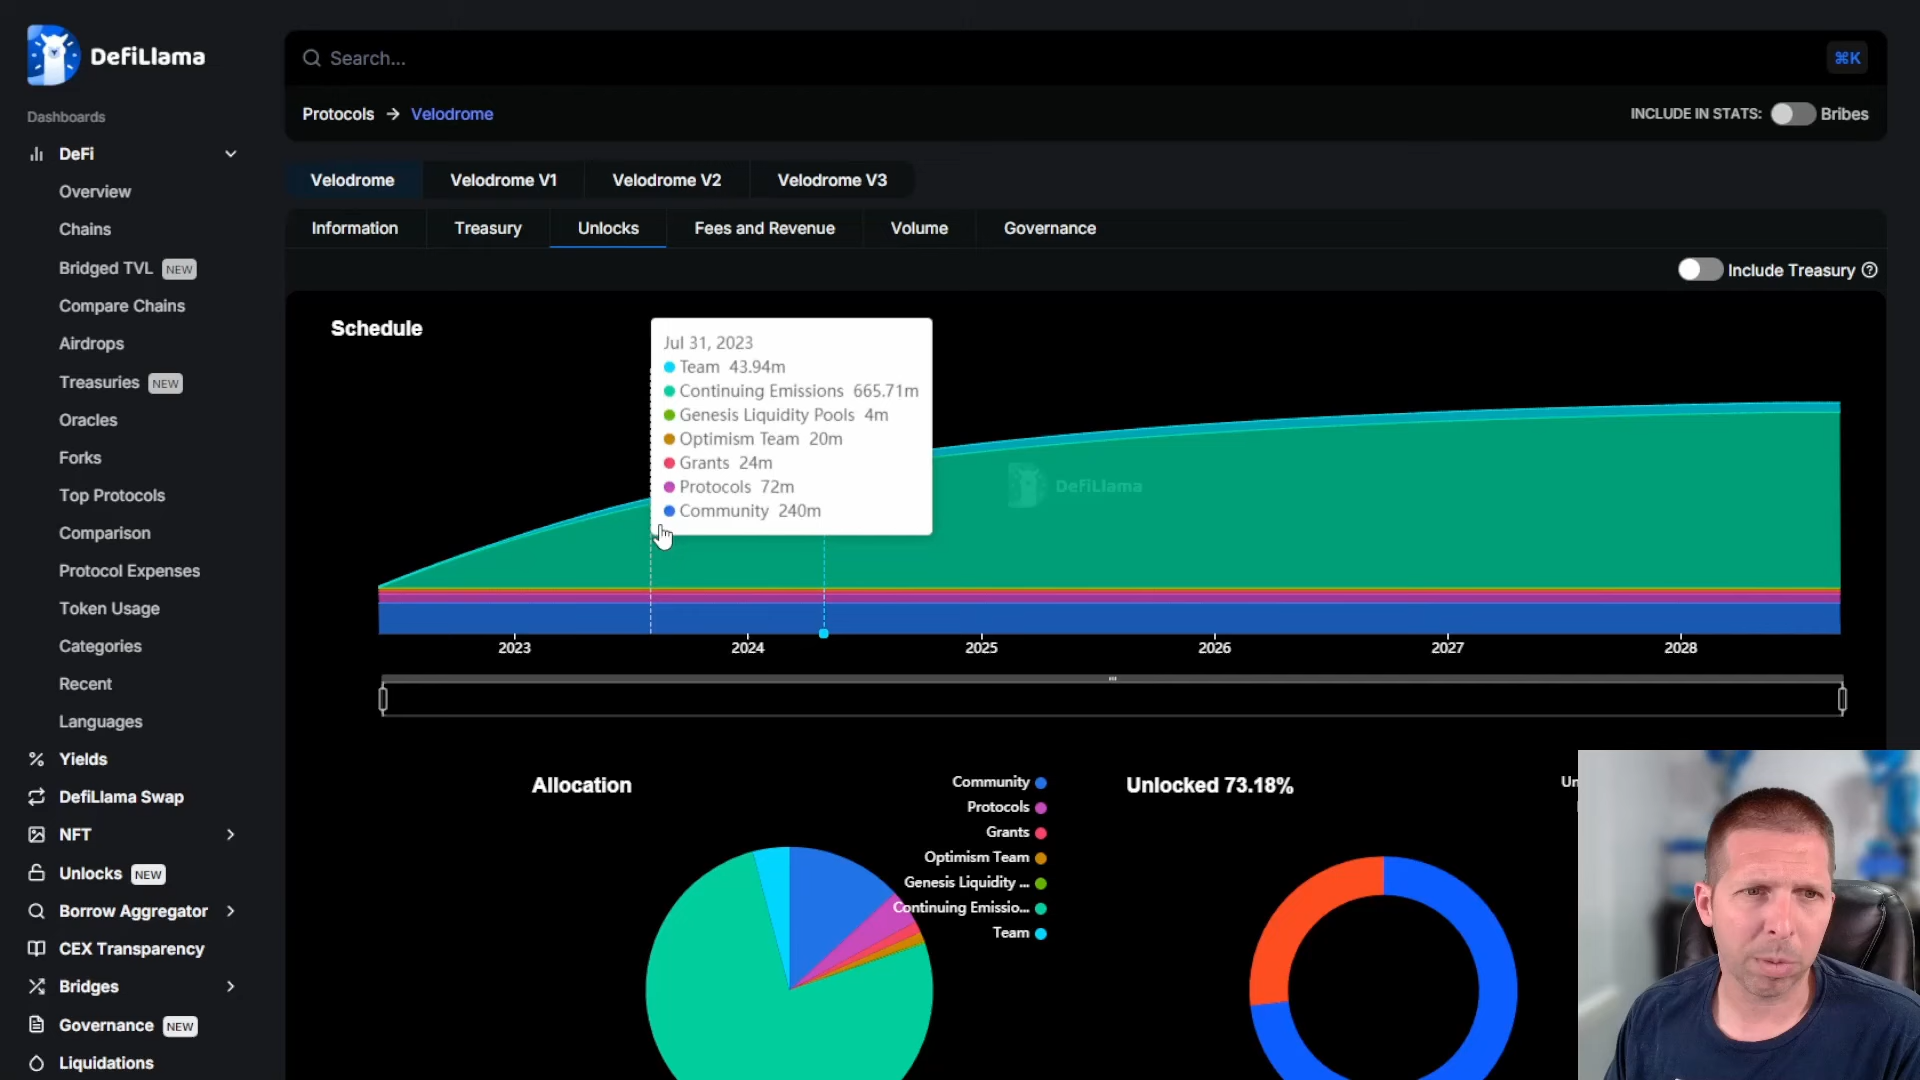 DefiLlama
Dashboards
DeFi
Overview
Chains
Bridged TVL NEW
Compare Chains
Airdrops
Treasuries NEW
Oracles
Forks
Top Protocols
Comparison
Protocol Expenses
Token Usage
Categories
Recent
Languages
Yields
DefiLlama Swap
NFT
Unlocks NEW
Borrow Aggregator
CEX Transparency
Bridges
Governance NEW
Liquidations
Search...
⌘K
Protocols → Velodrome
INCLUDE IN STATS: Bribes
Velodrome Velodrome V1 Velodrome V2 Velodrome V3
Information Treasury Unlocks Fees and Revenue Volume Governance
Include Treasury
Schedule
Jul 31, 2023
Team 43.94m
Continuing Emissions 665.71m
Genesis Liquidity Pools 4m
Optimism Team 20m
Grants 24m
Protocols 72m
Community 240m
DefiLlama
2023 2024 2025 2026 2027 2028
Allocation
Community
Protocols
Grants
Optimism Team
Genesis Liquidity ...
Continuing Emissio...
Team
Unlocked 73.18%
Un